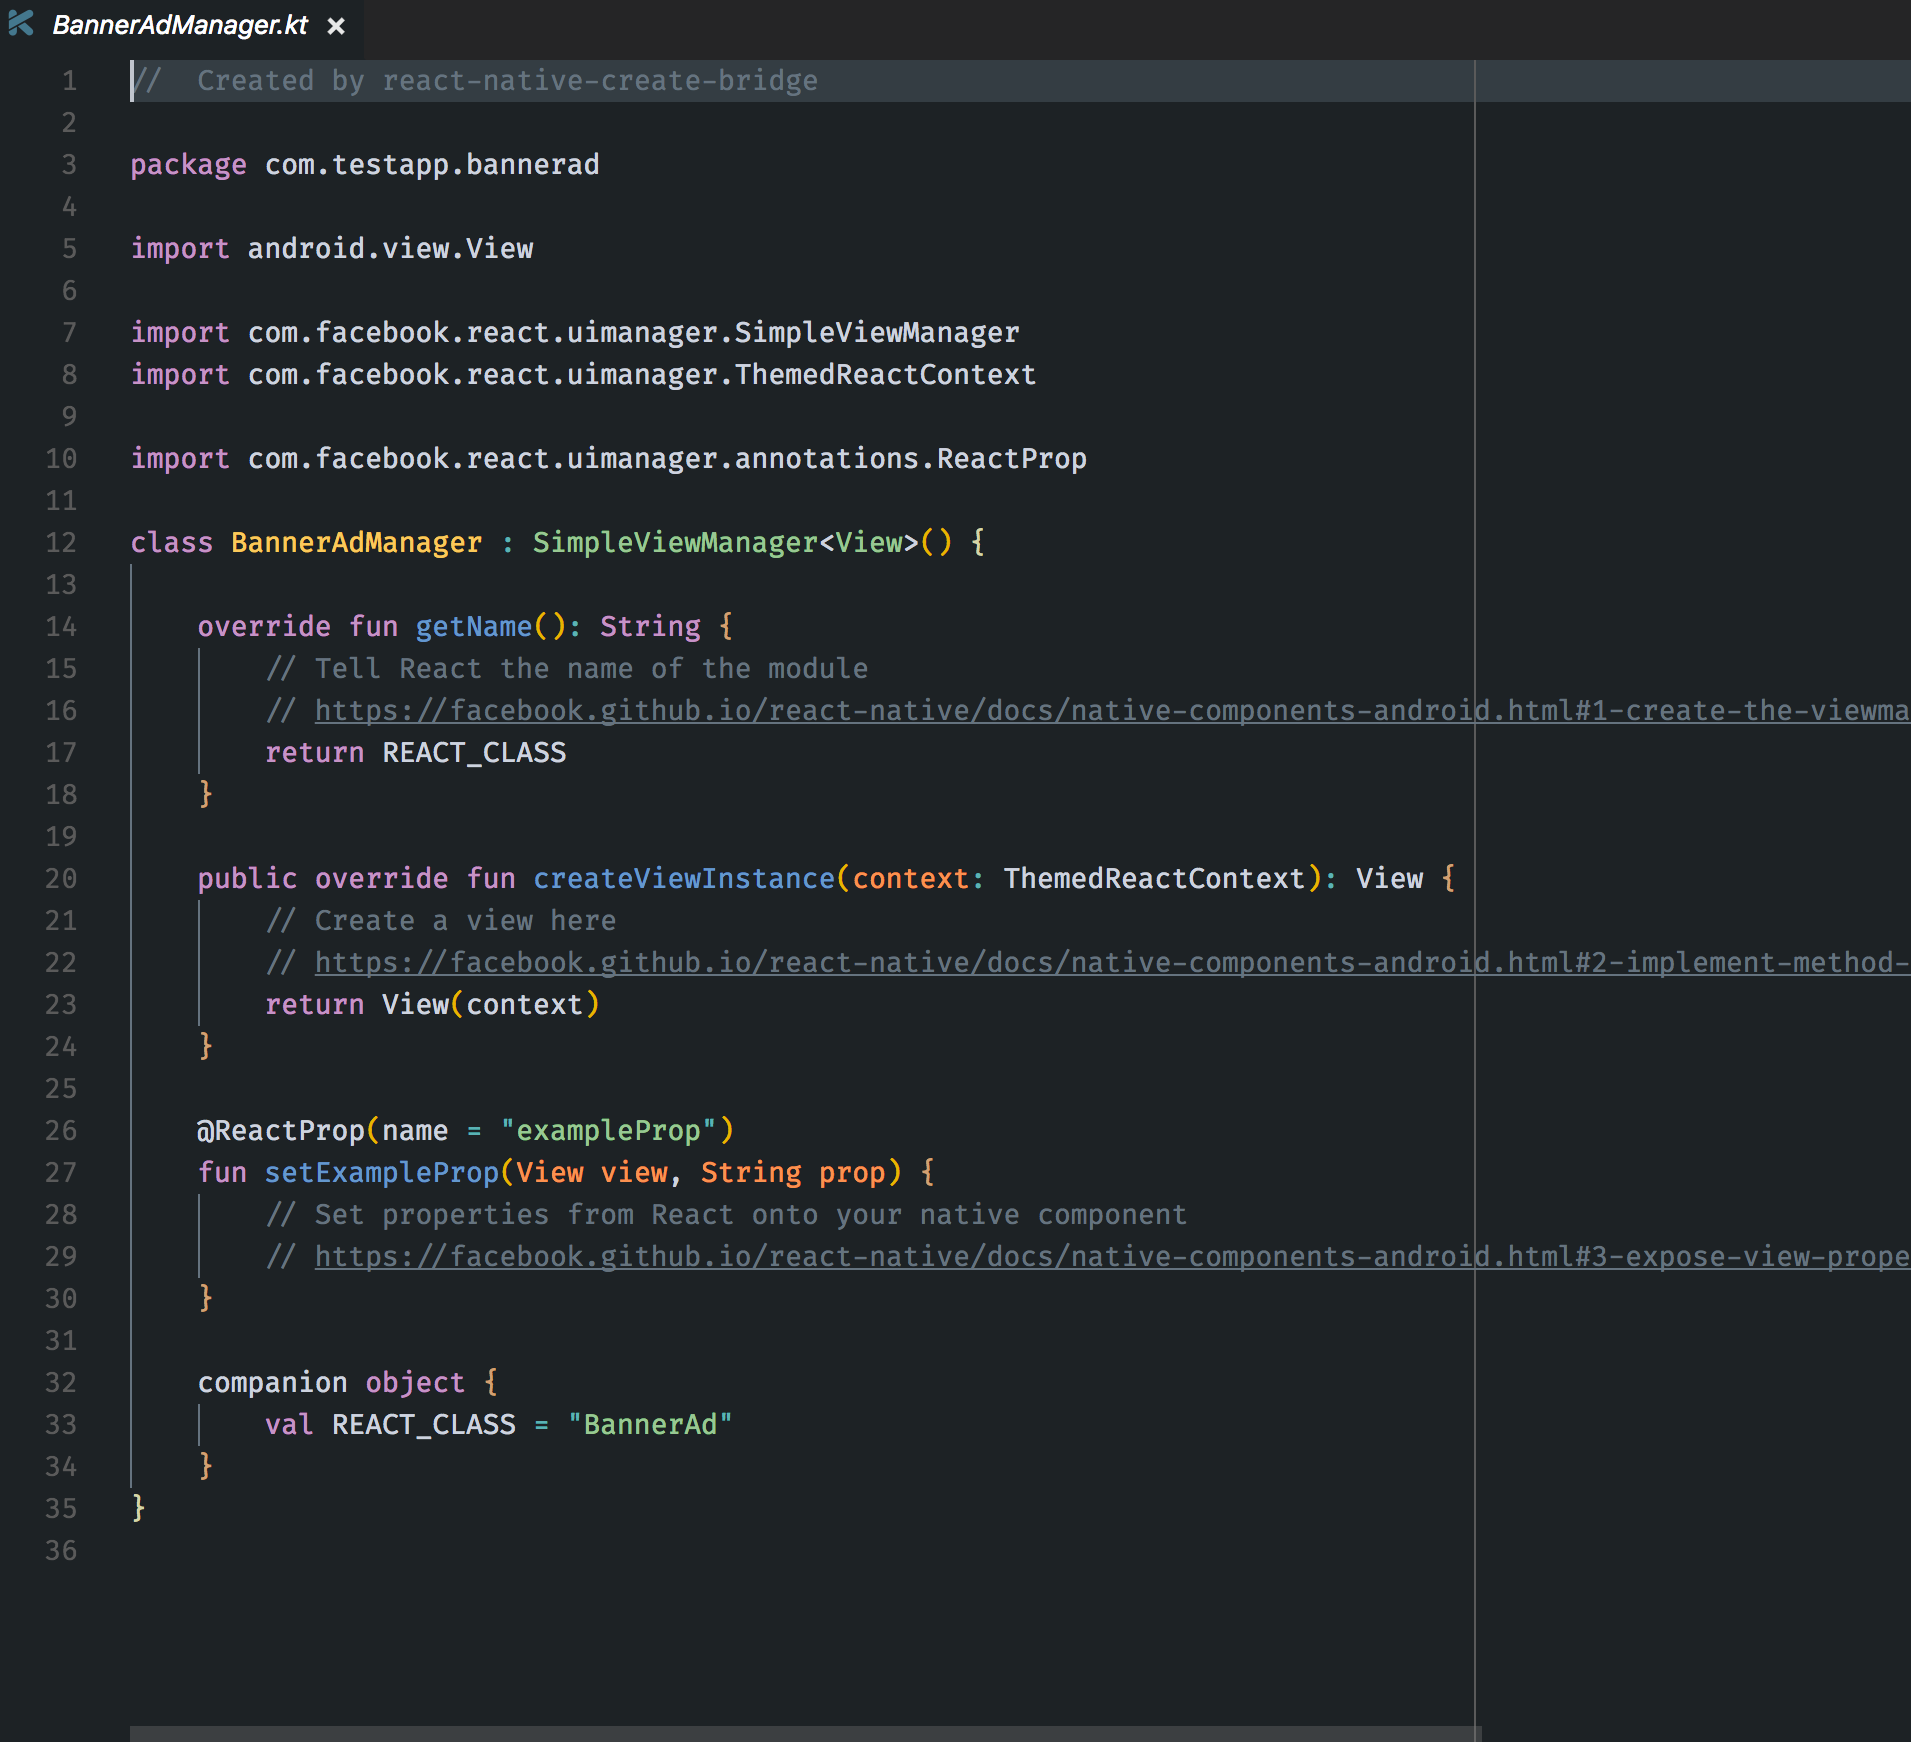 BannerAdManager.kt ×
1 // Created by react-native-create-bridge
2
3 package com.testapp.bannerad
4
5 import android.view.View
6
7 import com.facebook.react.uimanager.SimpleViewManager
8 import com.facebook.react.uimanager.ThemedReactContext
9
10 import com.facebook.react.uimanager.annotations.ReactProp
11
12 class BannerAdManager : SimpleViewManager<View>() {
13
14     override fun getName(): String {
15         // Tell React the name of the module
16         // https://facebook.github.io/react-native/docs/native-components-android.html#1-create-the-viewma
17         return REACT_CLASS
18     }
19
20     public override fun createViewInstance(context: ThemedReactContext): View {
21         // Create a view here
22         // https://facebook.github.io/react-native/docs/native-components-android.html#2-implement-method-
23         return View(context)
24     }
25
26     @ReactProp(name = "exampleProp")
27     fun setExampleProp(View view, String prop) {
28         // Set properties from React onto your native component
29         // https://facebook.github.io/react-native/docs/native-components-android.html#3-expose-view-prope
30     }
31
32     companion object {
33         val REACT_CLASS = "BannerAd"
34     }
35 }
36